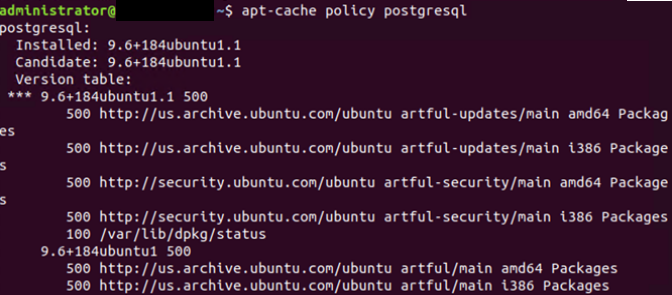 administrator@ ~$ apt-cache policy postgresql
postgresql:
  Installed: 9.6+184ubuntu1.1
  Candidate: 9.6+184ubuntu1.1
  Version table:
 *** 9.6+184ubuntu1.1 500
        500 http://us.archive.ubuntu.com/ubuntu artful-updates/main amd64 Packag
es
        500 http://us.archive.ubuntu.com/ubuntu artful-updates/main i386 Package
s
        500 http://security.ubuntu.com/ubuntu artful-security/main amd64 Package
s
        500 http://security.ubuntu.com/ubuntu artful-security/main i386 Packages
        100 /var/lib/dpkg/status
     9.6+184ubuntu1 500
        500 http://us.archive.ubuntu.com/ubuntu artful/main amd64 Packages
        500 http://us.archive.ubuntu.com/ubuntu artful/main i386 Packages